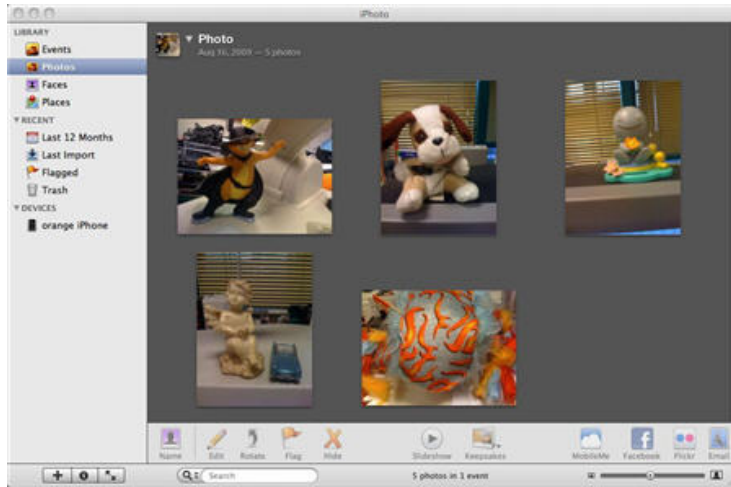 iPhoto
LIBRARY
Events
Photos
Faces
Places
RECENT
Last 12 Months
Last Import
Flagged
Trash
DEVICES
orange iPhone
Photo
Aug 16, 2009 — 5 photos
Name
Edit
Rotate
Flag
Hide
Slideshow
Keepsakes
MobileMe
Facebook
Flickr
Email
Search
5 photos in 1 event